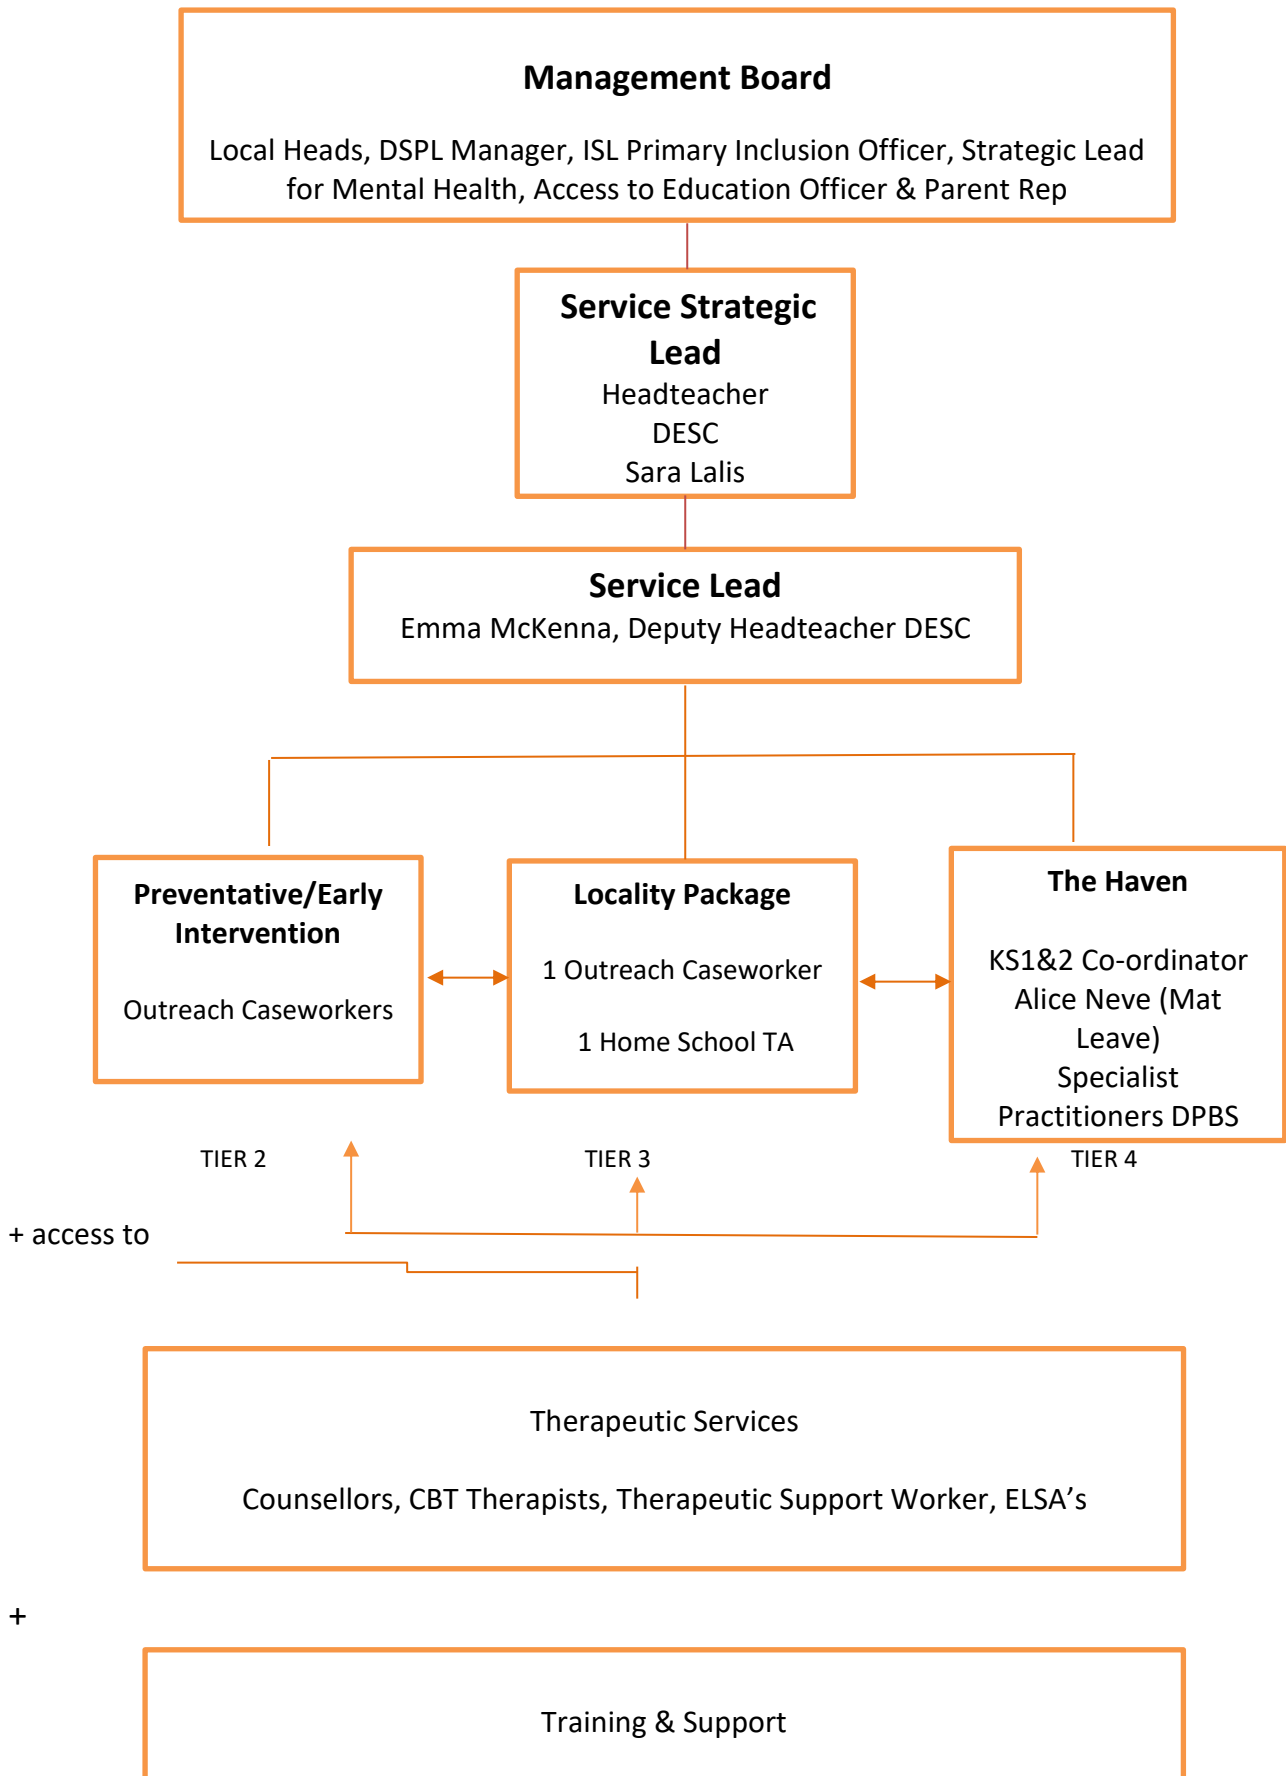 Management Board
Local Heads, DSPL Manager, ISL Primary Inclusion Officer, Strategic Lead
for Mental Health, Access to Education Officer & Parent Rep
Service Strategic
Lead
Headteacher
DESC
Sara Lalis
Service Lead
Emma McKenna, Deputy Headteacher DESC
Preventative/Early
Intervention
Outreach Caseworkers
Locality Package
1 Outreach Caseworker
1 Home School TA
The Haven
KS1&2 Co-ordinator
Alice Neve (Mat
Leave)
Specialist
Practitioners DPBS
TIER 2
TIER 3
TIER 4
+ access to
Therapeutic Services
Counsellors, CBT Therapists, Therapeutic Support Worker, ELSA’s
+
Training & Support